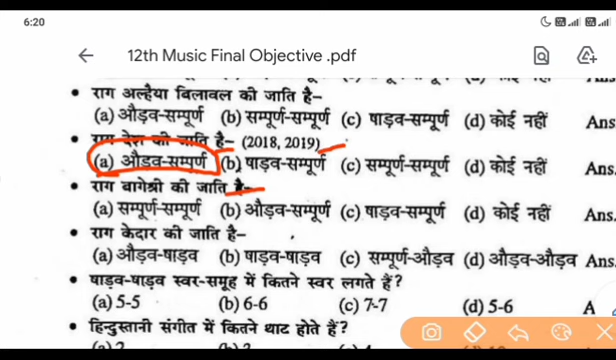 6:20
12th Music Final Objective .pdf
• राग अल्हैया बिलावल की जाति है–
(a) औड़व-सम्पूर्ण (b) सम्पूर्ण-सम्पूर्ण (c) षाड़व-सम्पूर्ण (d) कोई नहीं Ans
• राग देश की जाति है– (2018, 2019)
(a) औडव-सम्पूर्ण (b) षाड़व-सम्पूर्ण (c) सम्पूर्ण-सम्पूर्ण (d) कोई नहीं Ans.
• राग बागेश्री की जाति है–
(a) सम्पूर्ण-सम्पूर्ण (b) औड़व-सम्पूर्ण (c) षाड़व-सम्पूर्ण (d) कोई नहीं Ans.
• राग केदार की जाति है–
(a) औड़व-षाड़व (b) षाड़व-षाड़व (c) सम्पूर्ण-औड़व (d) औड़व-औड़व Ans.
• षाड़व-षाड़व स्वर-समूह में कितने स्वर लगते हैं?
(a) 5-5 (b) 6-6 (c) 7-7 (d) 5-6 A
• हिन्दुस्तानी संगीत में कितने थाट होते हैं?